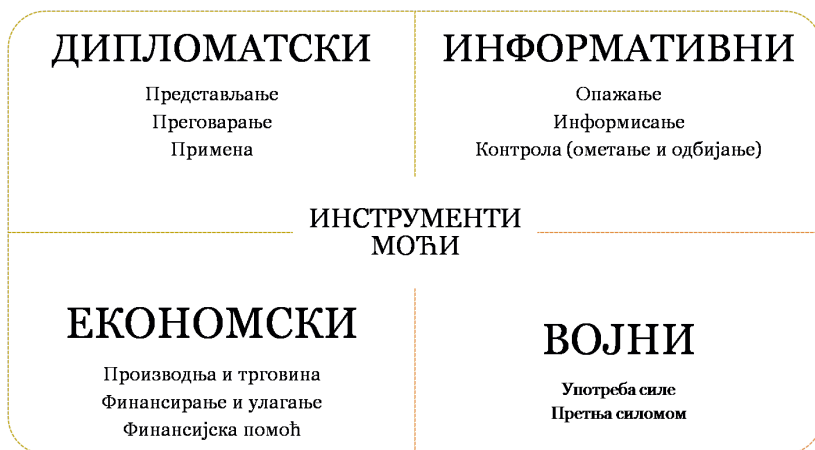 ДИПЛОМАТСКИ
Представљање
Преговарање
Примена
ИНФОРМАТИВНИ
Опажање
Информисање
Контрола (ометање и одбијање)
ИНСТРУМЕНТИ
МОЋИ
ЕКОНОМСКИ
Производња и трговина
Финансирање и улагање
Финансијска помоћ
ВОЈНИ
Употреба силе
Претња силомом